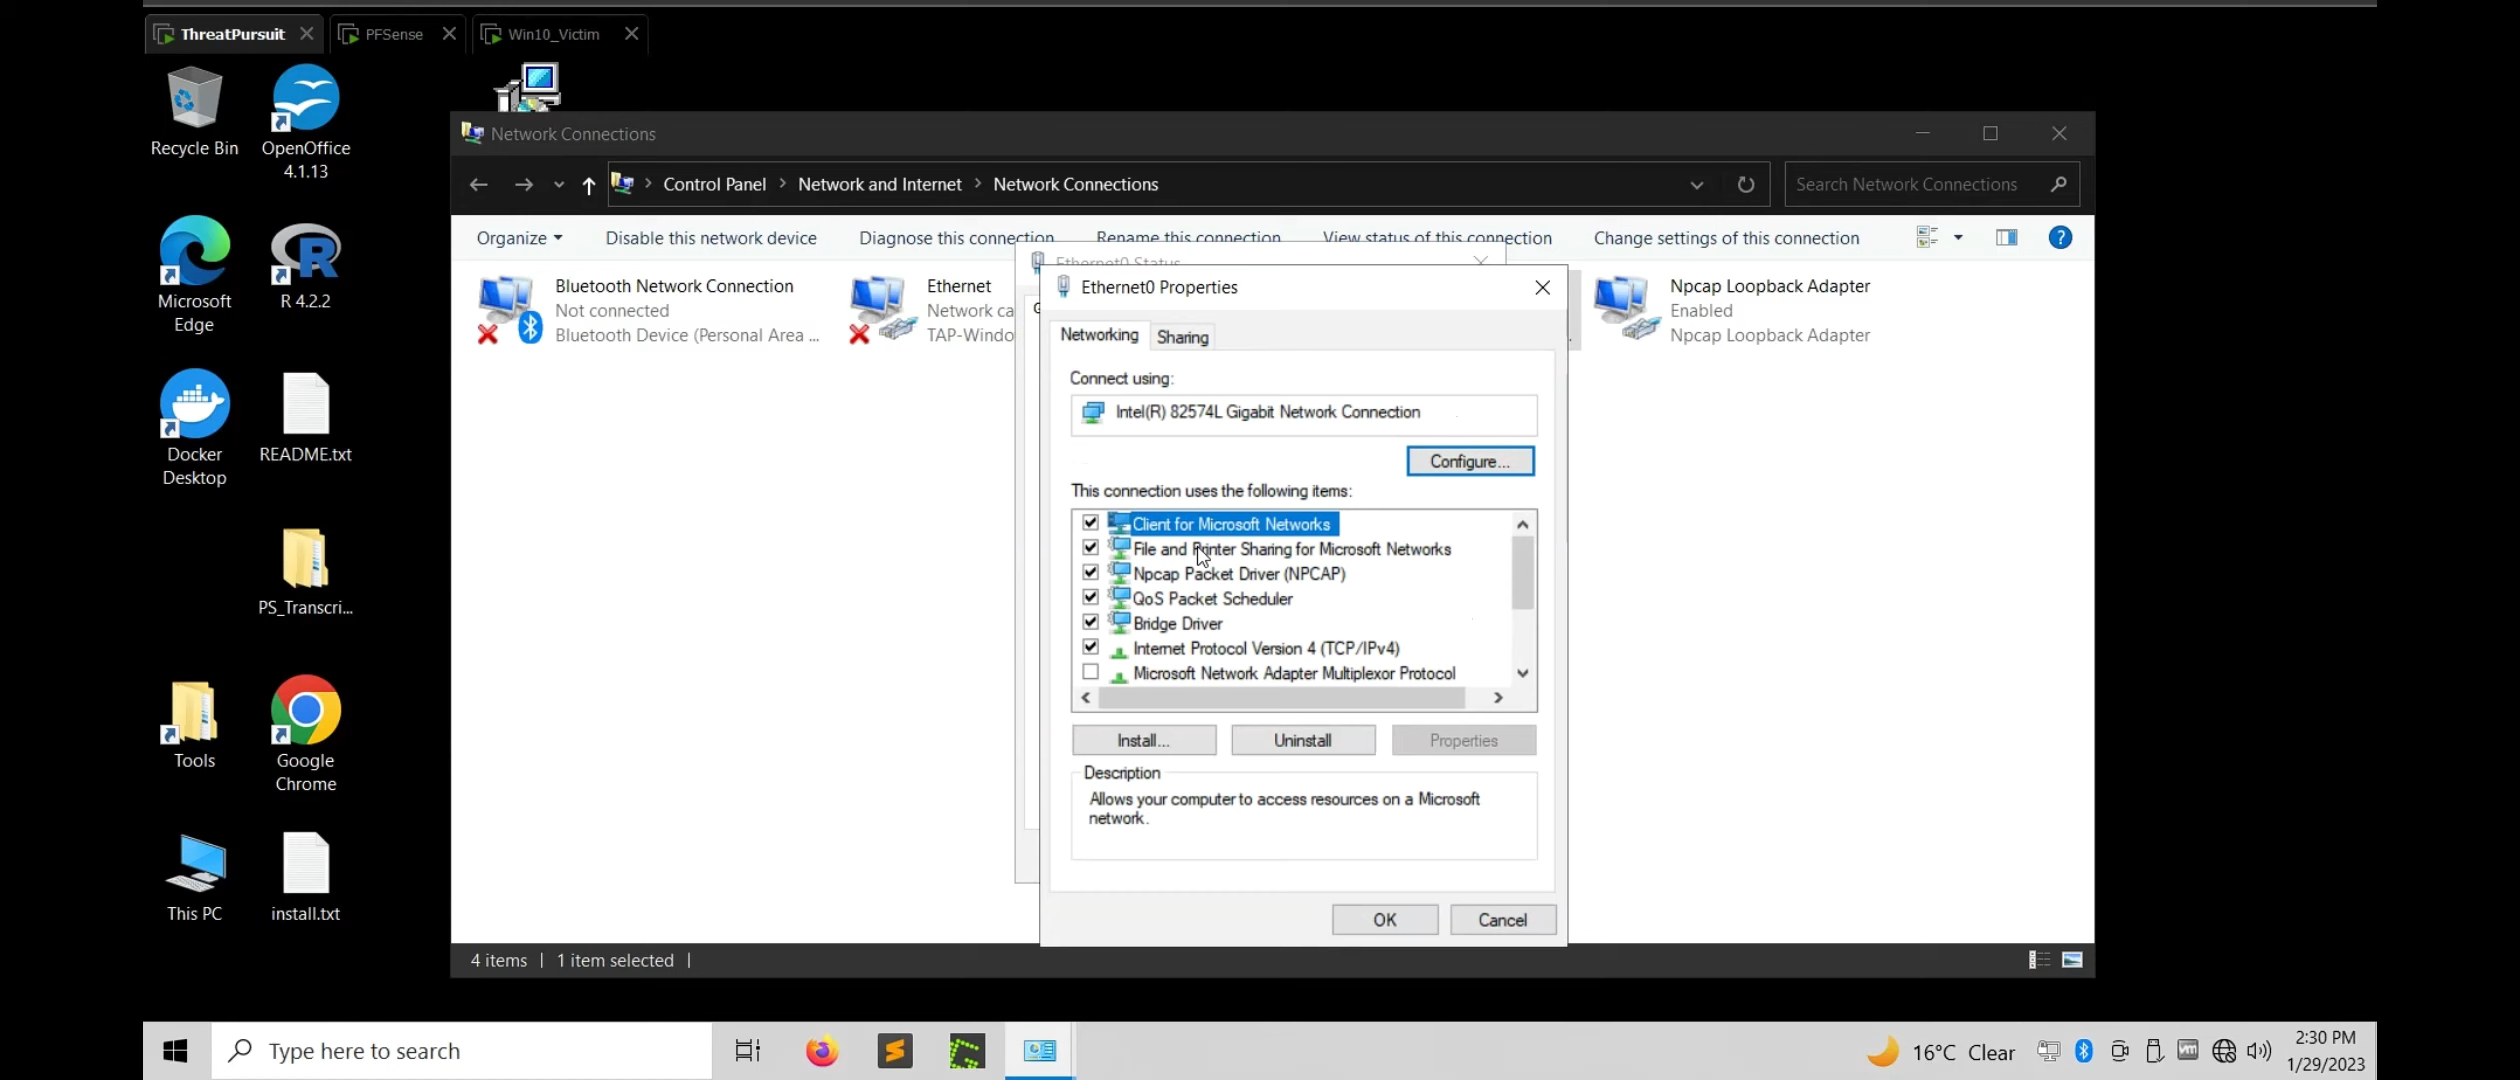 ThreatPursuit
PFSense
Win10_Victim
Recycle Bin
OpenOffice
4.1.13
Microsoft
Edge
R 4.2.2
Docker
Desktop
README.txt
PS_Transcri...
Tools
Google
Chrome
This PC
install.txt
Network Connections
Control Panel
Network and Internet
Network Connections
Search Network Connections
Organize
Disable this network device
Diagnose this connection
Rename this connection
View status of this connection
Change settings of this connection
Bluetooth Network Connection
Not connected
Bluetooth Device (Personal Area ...
Ethernet
Network ca
TAP-Windo
Npcap Loopback Adapter
Enabled
Npcap Loopback Adapter
Ethernet0 Status
Ethernet0 Properties
Networking
Sharing
Connect using:
Intel(R) 82574L Gigabit Network Connection
Configure...
This connection uses the following items:
Client for Microsoft Networks
File and Printer Sharing for Microsoft Networks
Npcap Packet Driver (NPCAP)
QoS Packet Scheduler
Bridge Driver
Internet Protocol Version 4 (TCP/IPv4)
Microsoft Network Adapter Multiplexor Protocol
Install...
Uninstall
Properties
Description
Allows your computer to access resources on a Microsoft
network.
OK
Cancel
4 items
1 item selected
Type here to search
16°C Clear
2:30 PM
1/29/2023